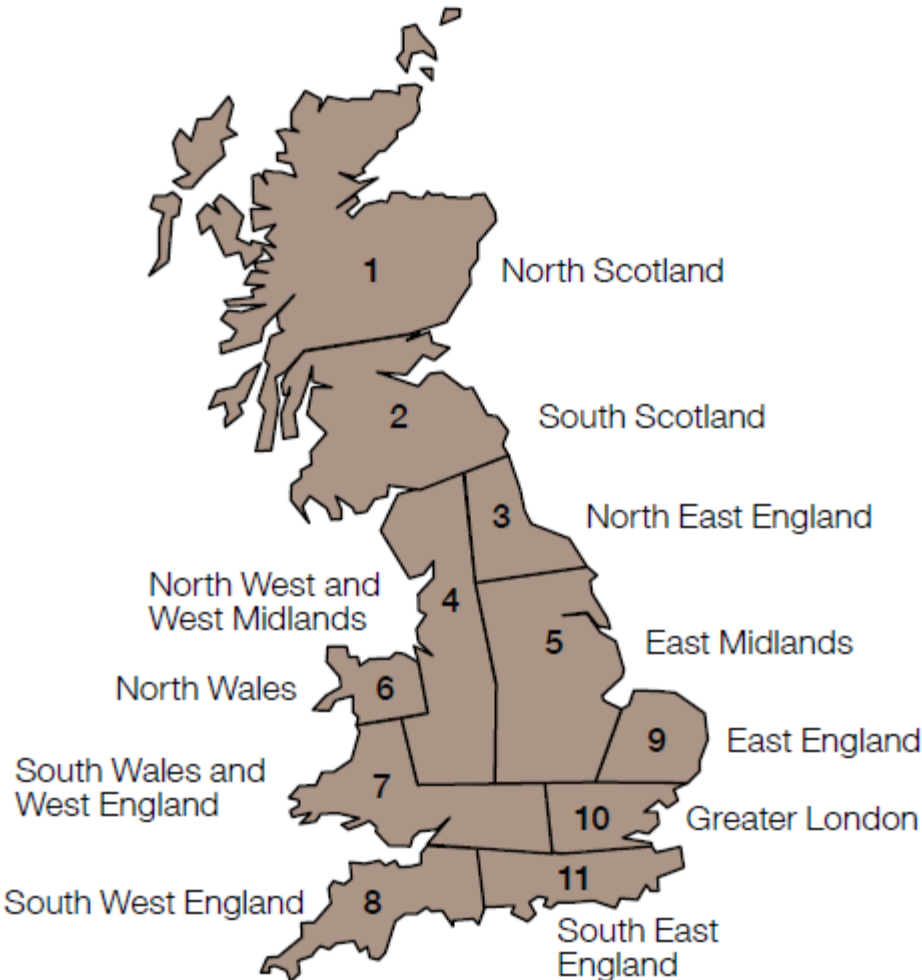 1
North Scotland
2
South Scotland
3
North East England
North West and
West Midlands
4
5
East Midlands
North Wales
6
9
East England
South Wales and
West England
7
10
Greater London
11
South West England
8
South East
England